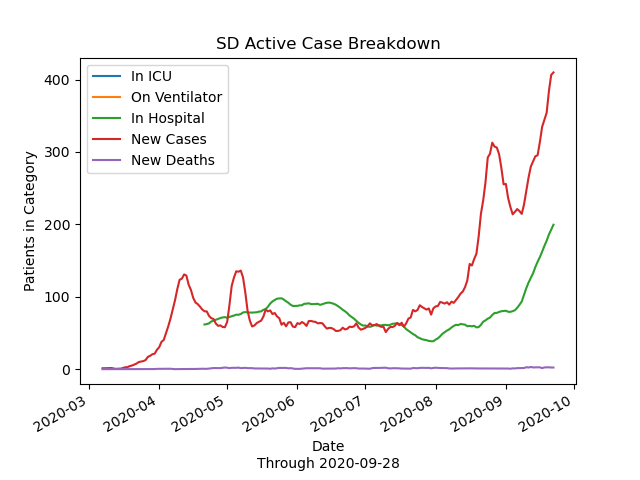 SD Active Case Breakdown
In ICU
On Ventilator
In Hospital
New Cases
New Deaths
Patients in Category
400
300
200
100
0
2020-03
2020-04
2020-05
2020-06
2020-07
2020-08
2020-09
2020-10
Date
Through 2020-09-28